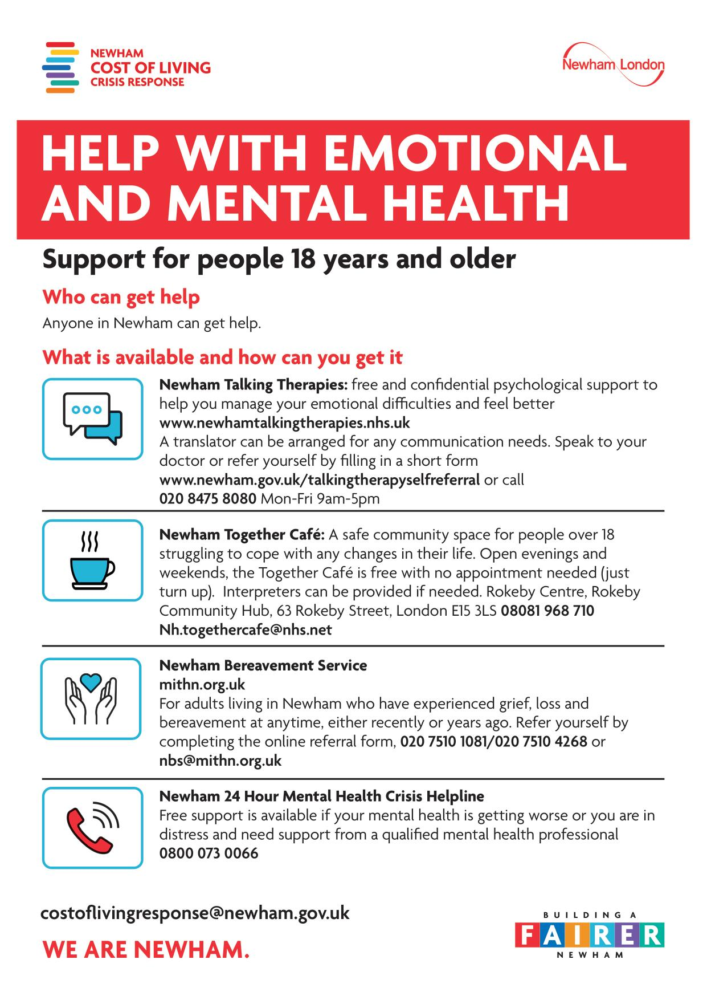 NEWHAM
COST OF LIVING
CRISIS RESPONSE
Newham London
HELP WITH EMOTIONAL
AND MENTAL HEALTH
Support for people 18 years and older
Who can get help
Anyone in Newham can get help.
What is available and how can you get it
Newham Talking Therapies: free and confidential psychological support to
help you manage your emotional difficulties and feel better
www.newhamtalkingtherapies.nhs.uk
A translator can be arranged for any communication needs. Speak to your
doctor or refer yourself by filling in a short form
www.newham.gov.uk/talkingtherapyselfreferral or call
020 8475 8080 Mon-Fri 9am-5pm
Newham Together Café: A safe community space for people over 18
struggling to cope with any changes in their life. Open evenings and
weekends, the Together Café is free with no appointment needed (just
turn up). Interpreters can be provided if needed. Rokeby Centre, Rokeby
Community Hub, 63 Rokeby Street, London E15 3LS 08081 968 710
Nh.togethercafe@nhs.net
Newham Bereavement Service
mithn.org.uk
For adults living in Newham who have experienced grief, loss and
bereavement at anytime, either recently or years ago. Refer yourself by
completing the online referral form, 020 7510 1081/020 7510 4268 or
nbs@mithn.org.uk
Newham 24 Hour Mental Health Crisis Helpline
Free support is available if your mental health is getting worse or you are in
distress and need support from a qualified mental health professional
0800 073 0066
costoflivingresponse@newham.gov.uk
WE ARE NEWHAM.
BUILDING A
FAIRER
NEWHAM